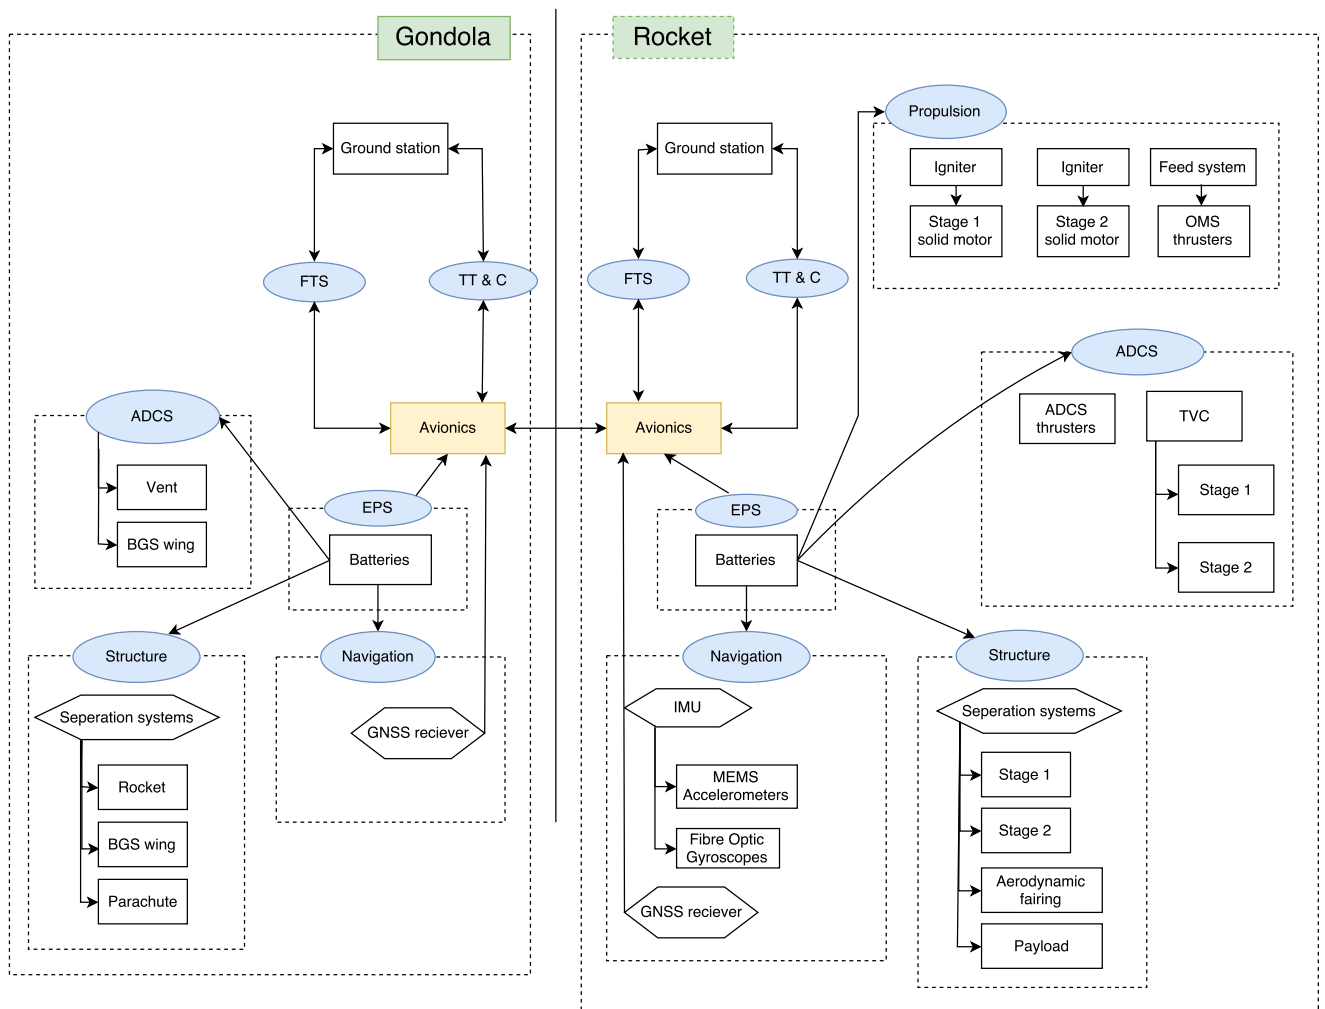 Gondola
Ground station
FTS
TT & C
Avionics
ADCS
Vent
BGS wing
EPS
Batteries
Structure
Seperation systems
Rocket
BGS wing
Parachute
Navigation
GNSS reciever
Rocket
Ground station
FTS
TT & C
Avionics
Propulsion
Igniter
Stage 1
solid motor
Igniter
Stage 2
solid motor
Feed system
OMS
thrusters
ADCS
ADCS
thrusters
TVC
Stage 1
Stage 2
EPS
Batteries
Navigation
IMU
MEMS
Accelerometers
Fibre Optic
Gyroscopes
GNSS reciever
Structure
Seperation systems
Stage 1
Stage 2
Aerodynamic
fairing
Payload